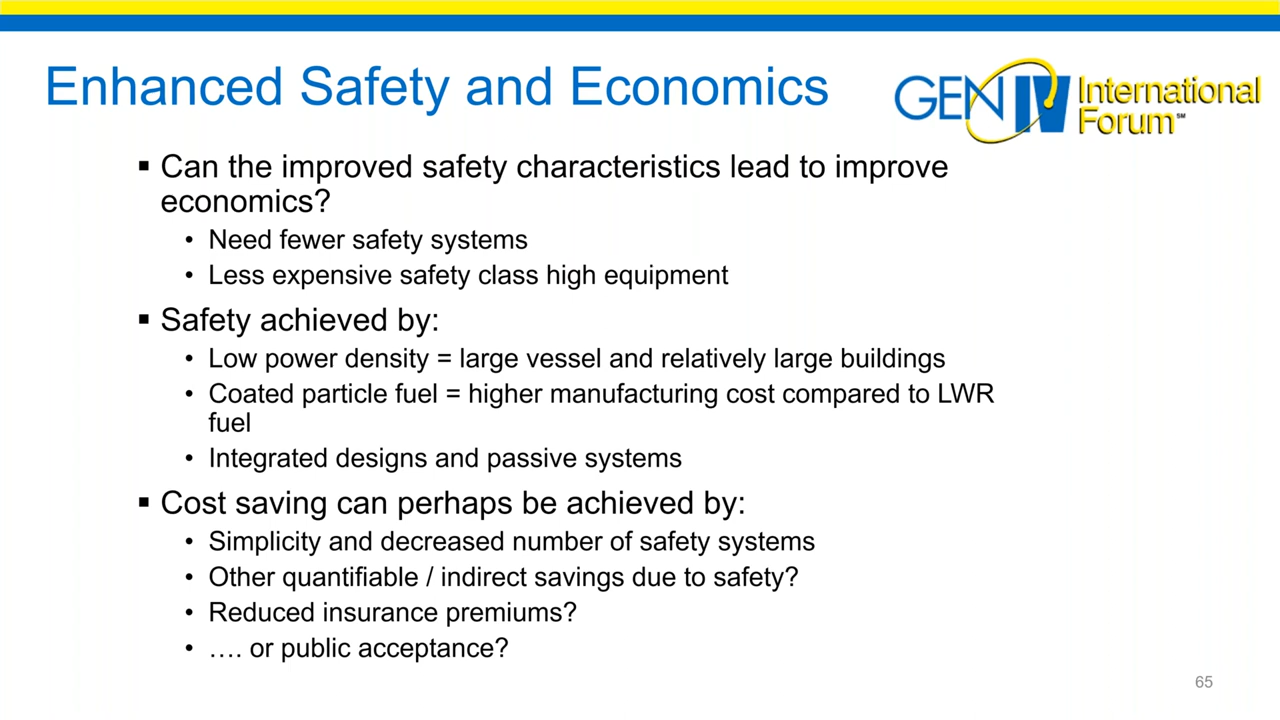 Enhanced Safety and Economics
GEN IV International
Forum℠
▪ Can the improved safety characteristics lead to improve
economics?
• Need fewer safety systems
• Less expensive safety class high equipment
▪ Safety achieved by:
• Low power density = large vessel and relatively large buildings
• Coated particle fuel = higher manufacturing cost compared to LWR
fuel
• Integrated designs and passive systems
▪ Cost saving can perhaps be achieved by:
• Simplicity and decreased number of safety systems
• Other quantifiable / indirect savings due to safety?
• Reduced insurance premiums?
• …. or public acceptance?
65